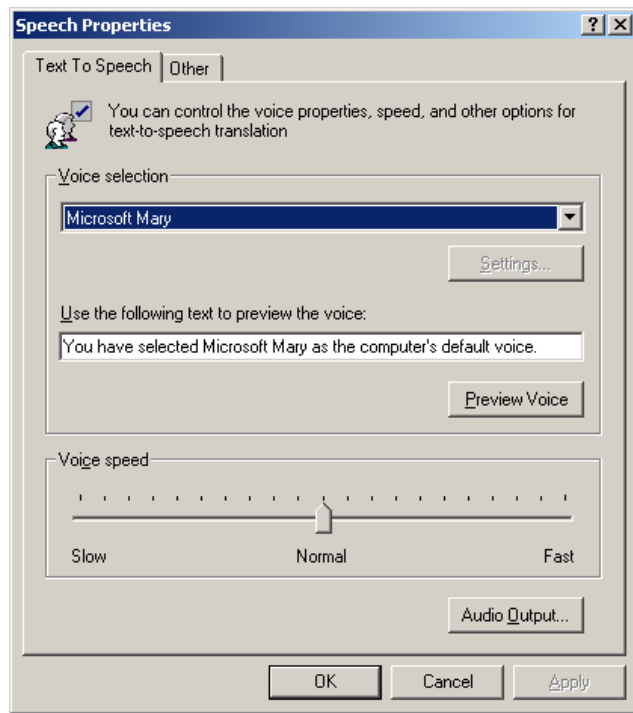 Speech Properties
Text To Speech
Other
You can control the voice properties, speed, and other options for
text-to-speech translation
Voice selection
Microsoft Mary
Settings...
Use the following text to preview the voice:
You have selected Microsoft Mary as the computer's default voice.
Preview Voice
Voice speed
Slow Normal Fast
Audio Output...
OK Cancel Apply